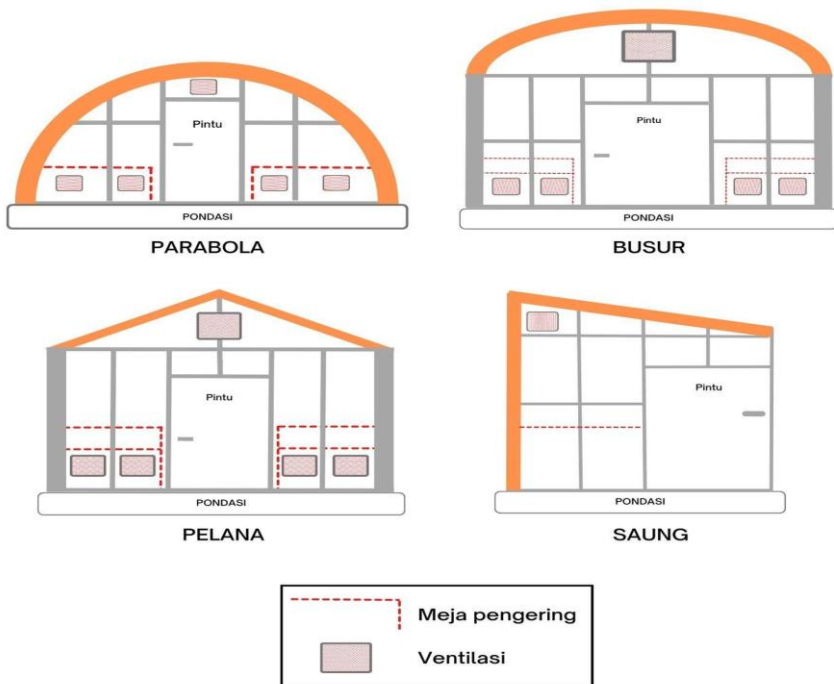 Pintu
PONDASI
PARABOLA
Pintu
PONDASI
BUSUR
Pintu
PONDASI
PELANA
Pintu
PONDASI
SAUNG
Meja pengering
Ventilasi